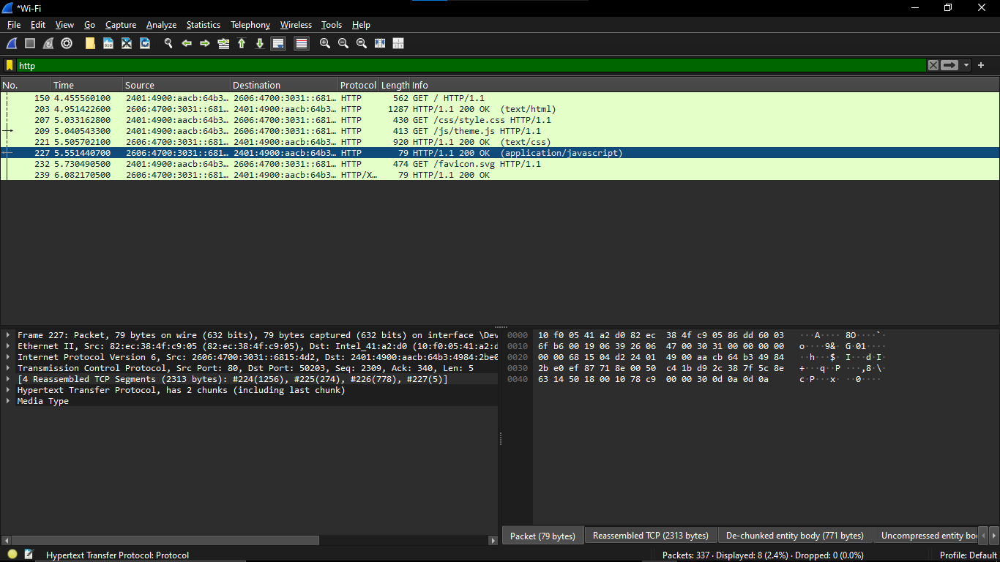 *Wi-Fi
File Edit View Go Capture Analyze Statistics Telephony Wireless Tools Help
http
No. Time Source Destination Protocol Length Info
150 4.455560100 2401:4900:aacb:64b3… 2606:4700:3031::681… HTTP 562 GET / HTTP/1.1
203 4.951422600 2606:4700:3031::681… 2401:4900:aacb:64b3… HTTP 1287 HTTP/1.1 200 OK (text/html)
207 5.033162800 2401:4900:aacb:64b3… 2606:4700:3031::681… HTTP 430 GET /css/style.css HTTP/1.1
209 5.040543300 2401:4900:aacb:64b3… 2606:4700:3031::681… HTTP 413 GET /js/theme.js HTTP/1.1
221 5.505702100 2606:4700:3031::681… 2401:4900:aacb:64b3… HTTP 920 HTTP/1.1 200 OK (text/css)
227 5.551440700 2606:4700:3031::681… 2401:4900:aacb:64b3… HTTP 79 HTTP/1.1 200 OK (application/javascript)
232 5.730490500 2401:4900:aacb:64b3… 2606:4700:3031::681… HTTP 474 GET /favicon.svg HTTP/1.1
239 6.082170500 2606:4700:3031::681… 2401:4900:aacb:64b3… HTTP/X… 79 HTTP/1.1 200 OK
Frame 227: Packet, 79 bytes on wire (632 bits), 79 bytes captured (632 bits) on interface \Dev
Ethernet II, Src: 82:ec:38:4f:c9:05 (82:ec:38:4f:c9:05), Dst: Intel_41:a2:d0 (10:f0:05:41:a2:d
Internet Protocol Version 6, Src: 2606:4700:3031::6815:4d2, Dst: 2401:4900:aacb:64b3:4984:2be0
Transmission Control Protocol, Src Port: 80, Dst Port: 50203, Seq: 2309, Ack: 340, Len: 5
[4 Reassembled TCP Segments (2313 bytes): #224(1256), #225(274), #226(778), #227(5)]
Hypertext Transfer Protocol, has 2 chunks (including last chunk)
Media Type
0000 10 f0 05 41 a2 d0 82 ec 38 4f c9 05 86 dd 60 03 ···A···· 8O····`·
0010 6f b6 00 19 06 39 26 06 47 00 30 31 00 00 00 00 o····9&· G·01····
0020 00 00 68 15 04 d2 24 01 49 00 aa cb 64 b3 49 84 ··h···$· I···d·I·
0030 2b e0 ef 87 71 8e 00 50 c4 1b d9 2c 38 7f 5c 8e +···q··P ···,8·\·
0040 63 14 50 18 00 10 78 c9 00 00 30 0d 0a 0d 0a c·P···x· ··0····
Packet (79 bytes) Reassembled TCP (2313 bytes) De-chunked entity body (771 bytes) Uncompressed entity bo
Hypertext Transfer Protocol: Protocol Packets: 337 · Displayed: 8 (2.4%) · Dropped: 0 (0.0%) Profile: Default